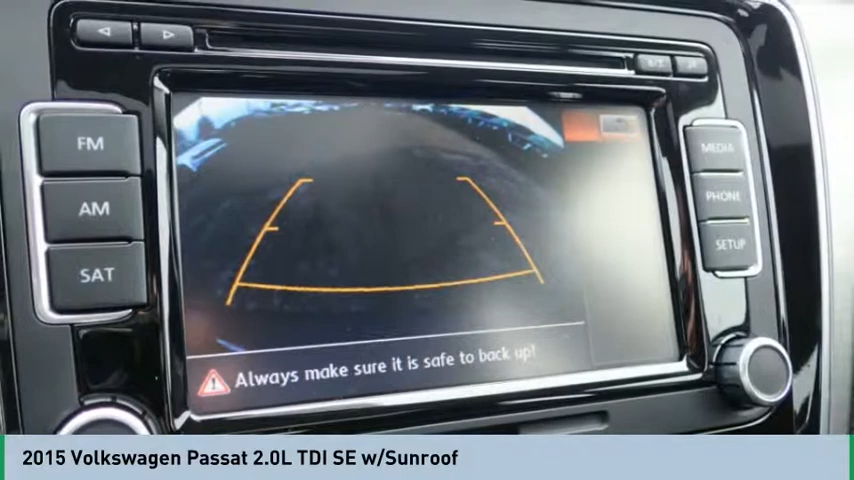 FM
AM
SAT
MEDIA
PHONE
SETUP
Always make sure it is safe to back up!
2015 Volkswagen Passat 2.0L TDI SE w/Sunroof